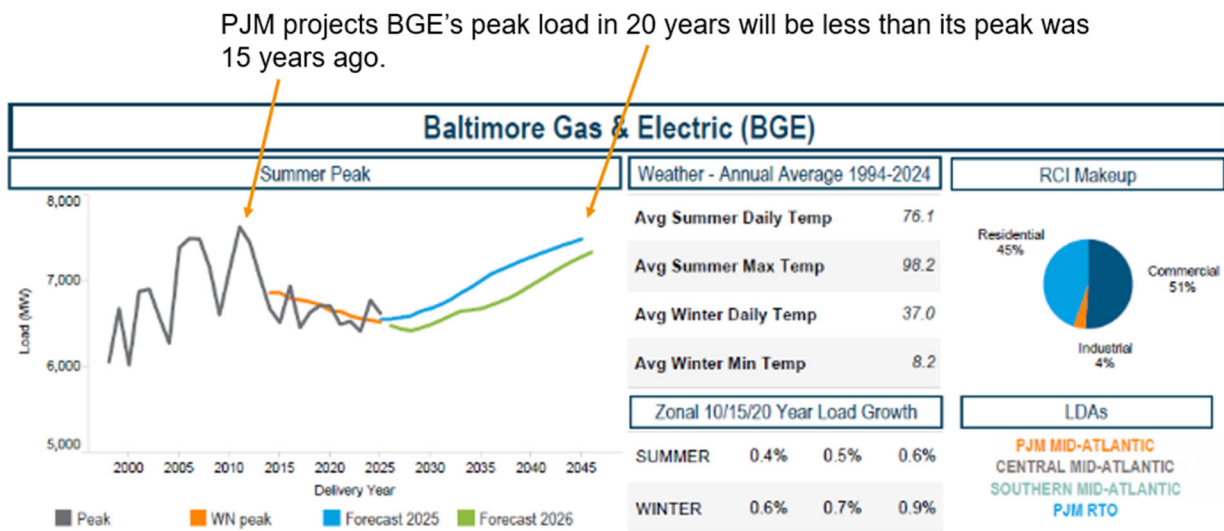 PJM projects BGE’s peak load in 20 years will be less than its peak was
15 years ago.
Baltimore Gas & Electric (BGE)
Summer Peak
8,000
7,000
6,000
5,000
Load (MW)
2000 2005 2010 2015 2020 2025 2030 2035 2040 2045
Delivery Year
Peak WN peak Forecast 2025 Forecast 2026
Weather - Annual Average 1994-2024
Avg Summer Daily Temp 76.1
Avg Summer Max Temp 98.2
Avg Winter Daily Temp 37.0
Avg Winter Min Temp 8.2
Zonal 10/15/20 Year Load Growth
SUMMER 0.4% 0.5% 0.6%
WINTER 0.6% 0.7% 0.9%
RCI Makeup
Residential
45%
Commercial
51%
Industrial
4%
LDAs
PJM MID-ATLANTIC
CENTRAL MID-ATLANTIC
SOUTHERN MID-ATLANTIC
PJM RTO